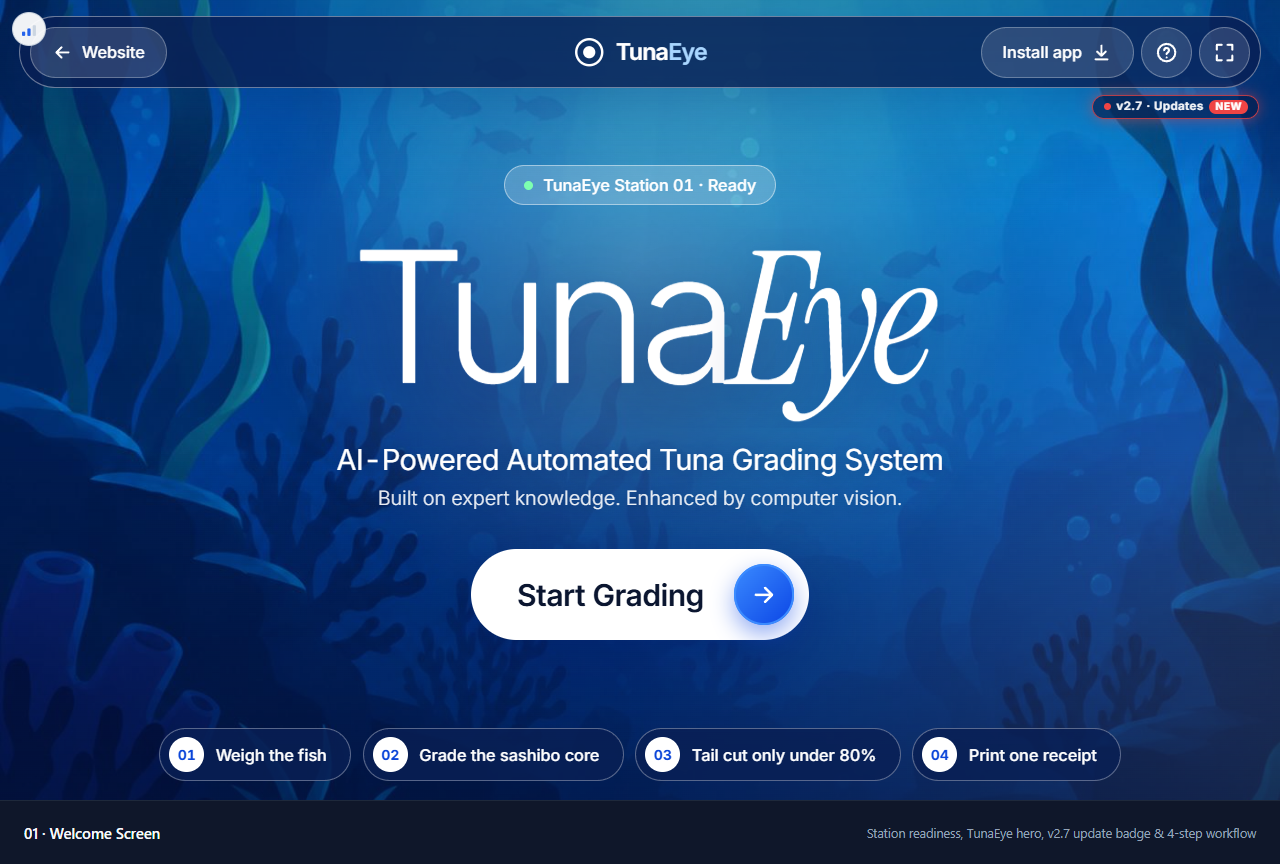 Website
TunaEye
Install app
v2.7 · Updates NEW
TunaEye Station 01 · Ready
TunaEye
AI-Powered Automated Tuna Grading System
Built on expert knowledge. Enhanced by computer vision.
Start Grading
01 Weigh the fish
02 Grade the sashibo core
03 Tail cut only under 80%
04 Print one receipt
01 · Welcome Screen
Station readiness, TunaEye hero, v2.7 update badge & 4-step workflow